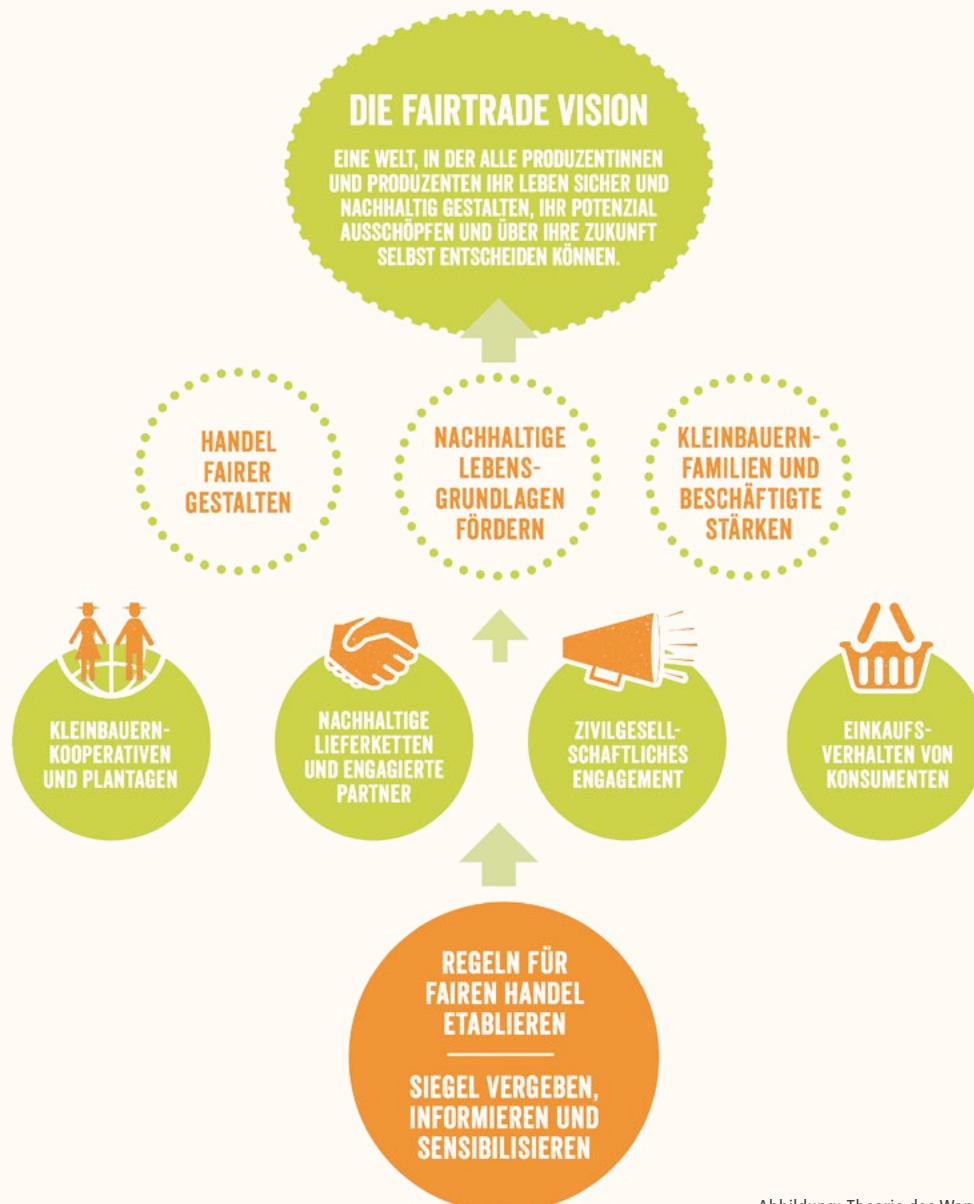 DIE FAIRTRADE VISION
EINE WELT, IN DER ALLE PRODUZENTINNEN
UND PRODUZENTEN IHR LEBEN SICHER UND
NACHHALTIG GESTALTEN, IHR POTENZIAL
AUSSCHÖPFEN UND ÜBER IHRE ZUKUNFT
SELBST ENTSCHEIDEN KÖNNEN.
HANDEL
FAIRER
GESTALTEN
NACHHALTIGE
LEBENS-
GRUNDLAGEN
FÖRDERN
KLEINBAUERN-
FAMILIEN UND
BESCHÄFTIGTE
STÄRKEN
KLEINBAUERN-
KOOPERATIVEN
UND PLANTAGEN
NACHHALTIGE
LIEFERKETTEN
UND ENGAGIERTE
PARTNER
ZIVILGESELL-
SCHAFTLICHES
ENGAGEMENT
EINKAUFS-
VERHALTEN VON
KONSUMENTEN
REGELN FÜR
FAIREN HANDEL
ETABLIEREN
SIEGEL VERGEBEN,
INFORMIEREN UND
SENSIBILISIEREN
Abbildung: Theorie des